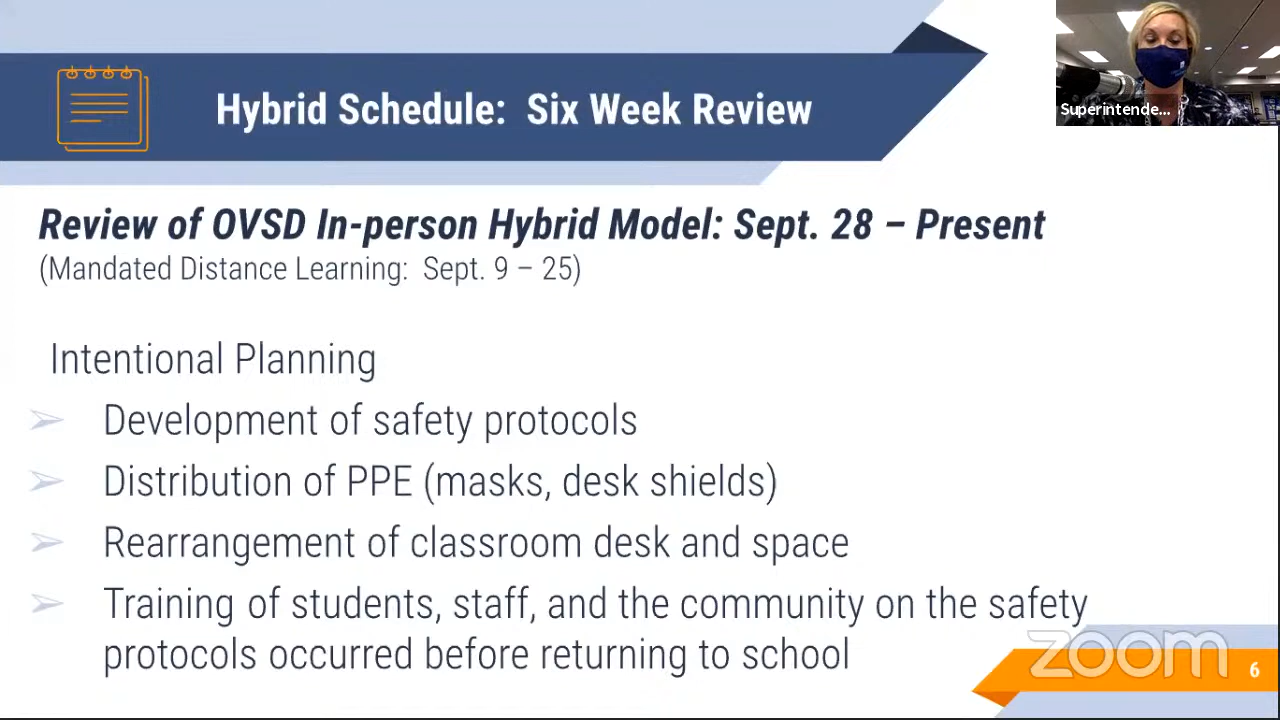 Hybrid Schedule: Six Week Review
Superintende...
Review of OVSD In-person Hybrid Model: Sept. 28 – Present
(Mandated Distance Learning: Sept. 9 – 25)
Intentional Planning
➢ Development of safety protocols
➢ Distribution of PPE (masks, desk shields)
➢ Rearrangement of classroom desk and space
➢ Training of students, staff, and the community on the safety
protocols occurred before returning to school
zoom
6